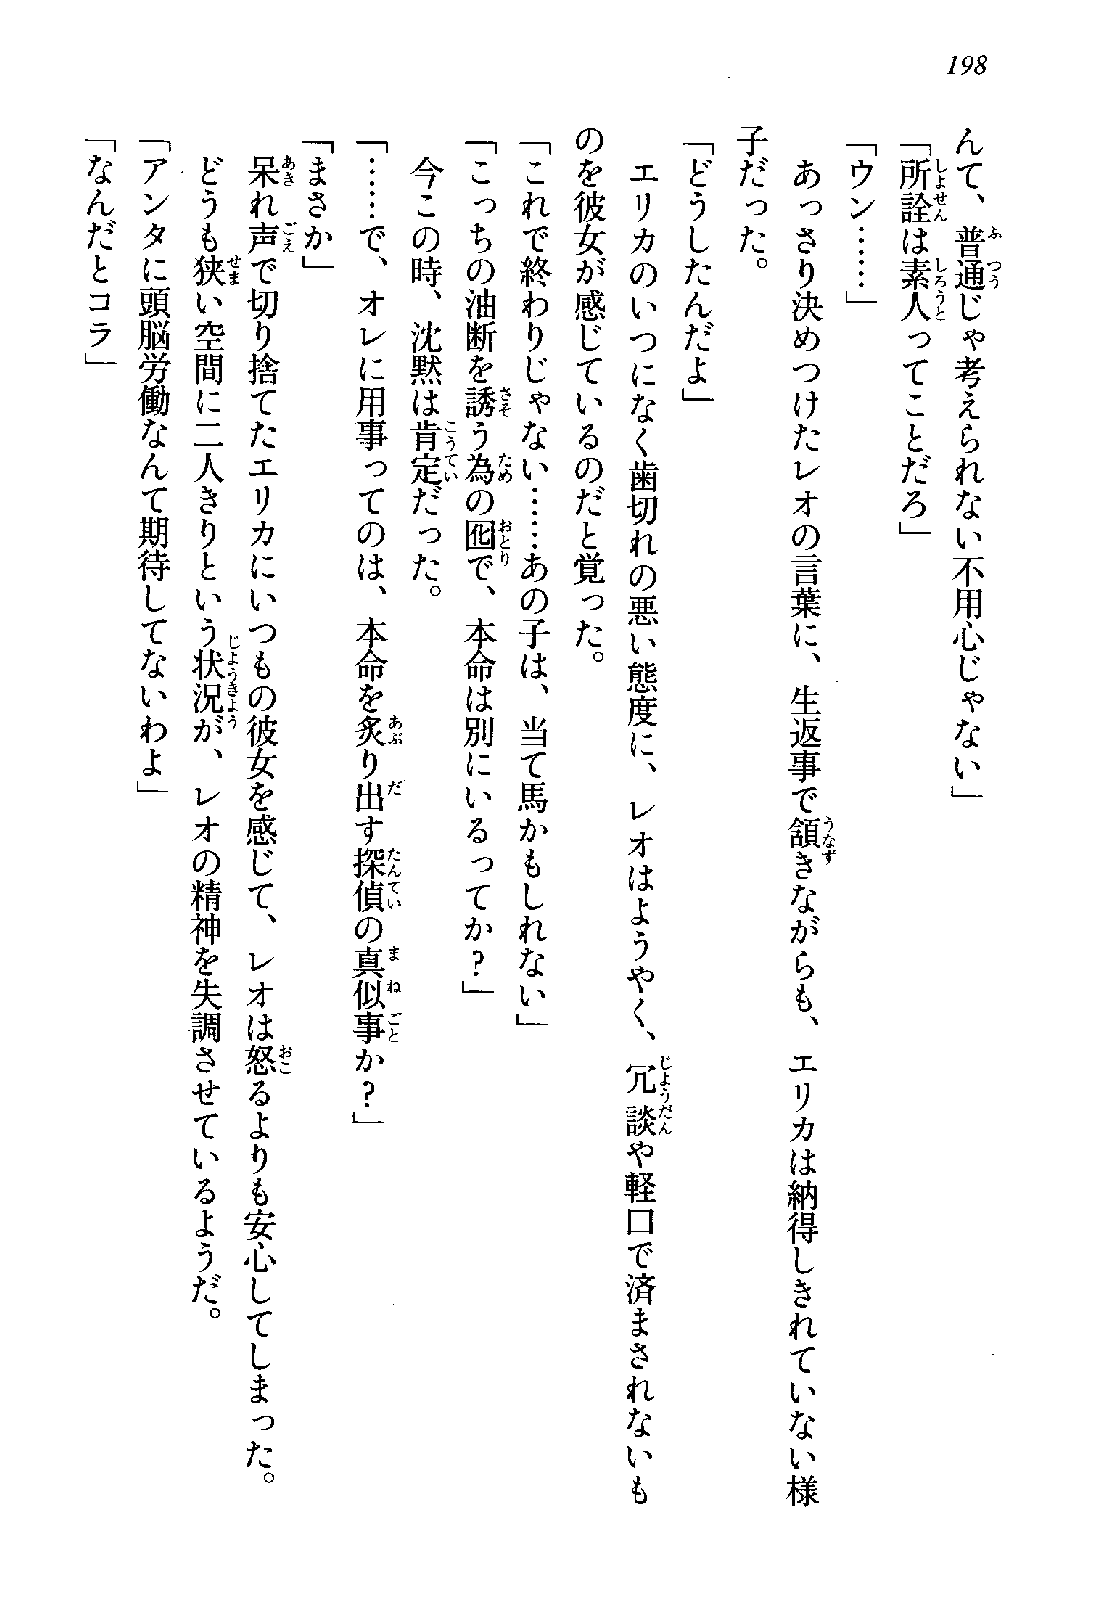 198
んて、普通じゃ考えられない不用心じゃない」
「所詮は素人ってことだろ」
「ウン……」
あっさり決めつけたレオの言葉に、生返事で頷きながらも、エリカは納得しきれていない様
子だった。
「どうしたんだよ」
エリカのいつになく歯切れの悪い態度に、レオはようやく、冗談や軽口で済まされないも
のを彼女が感じているのだと覚った。
「これで終わりじゃない……あの子は、当て馬かもしれない」
「こっちの油断を誘う為の囮で、本命は別にいるってか？」
今この時、沈黙は肯定だった。
「……で、オレに用事ってのは、本命を炙り出す探偵の真似事か？」
「まさか」
呆れ声で切り捨てたエリカにいつもの彼女を感じて、レオは怒るよりも安心してしまった。
どうも狭い空間に二人きりという状況が、レオの精神を失調させているようだ。
「アンタに頭脳労働なんて期待してないわよ」
「なんだとコラ」